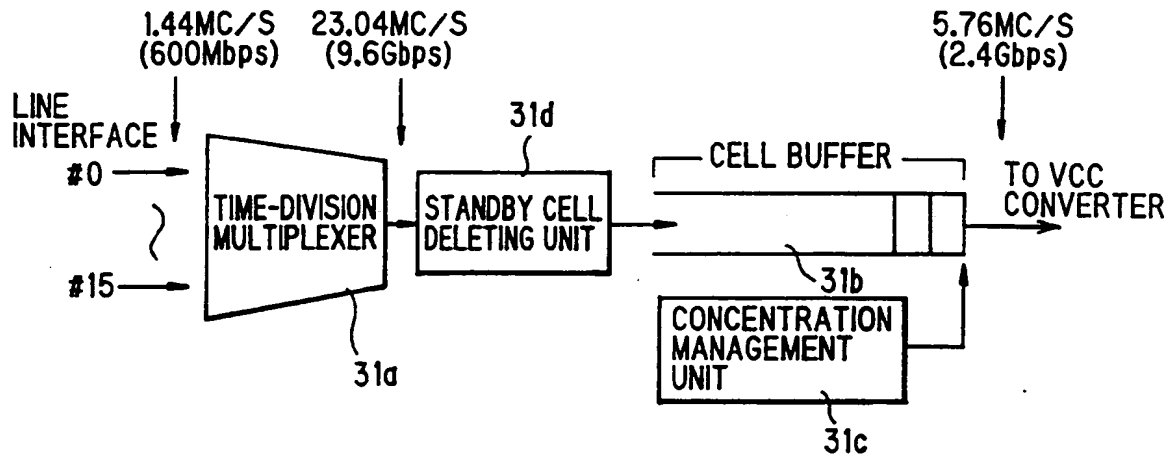 1.44MC/S
(600Mbps)
23.04MC/S
(9.6Gbps)
5.76MC/S
(2.4Gbps)
LINE
INTERFACE
#0
#15
TIME-DIVISION
MULTIPLEXER
31a
31d
STANDBY CELL
DELETING UNIT
CELL BUFFER
31b
TO VCC
CONVERTER
CONCENTRATION
MANAGEMENT
UNIT
31c